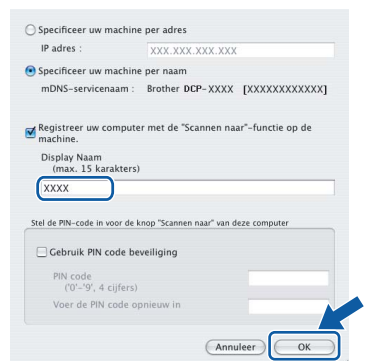 Specificeer uw machine per adres
IP adres :
XXX.XXX.XXX.XXX
Specificeer uw machine per naam
mDNS-servicenaam : Brother DCP-XXXX [XXXXXXXXXXXX]
Registreer uw computer met de "Scannen naar"-functie op de
machine.
Display Naam
(max. 15 karakters)
XXXX
Stel de PIN-code in voor de knop "Scannen naar" van deze computer
Gebruik PIN code beveiliging
PIN code
('0'-'9', 4 cijfers)
Voer de PIN code opnieuw in
Annuleer OK